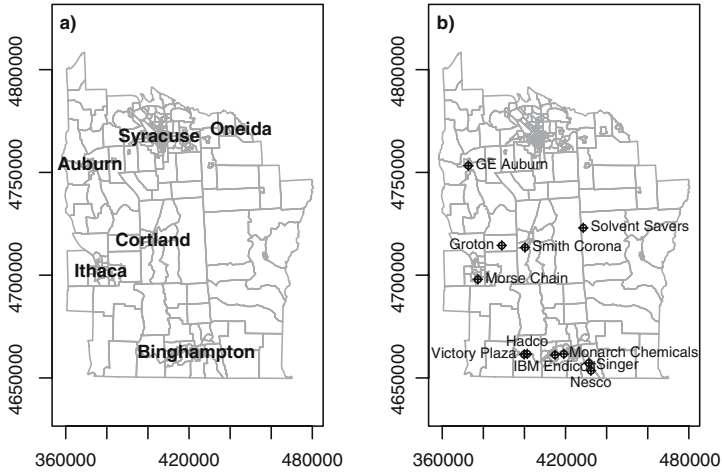 a)
4800000
4750000
4700000
4650000
Syracuse
Oneida
Auburn
Cortland
Ithaca
Binghampton
360000 420000 480000
b)
4800000
4750000
4700000
4650000
GE Auburn
Solvent Savers
Groton
Smith Corona
Morse Chain
Hadco
Victory Plaza
Monarch Chemicals
IBM Endicott
Singer
Nesco
360000 420000 480000